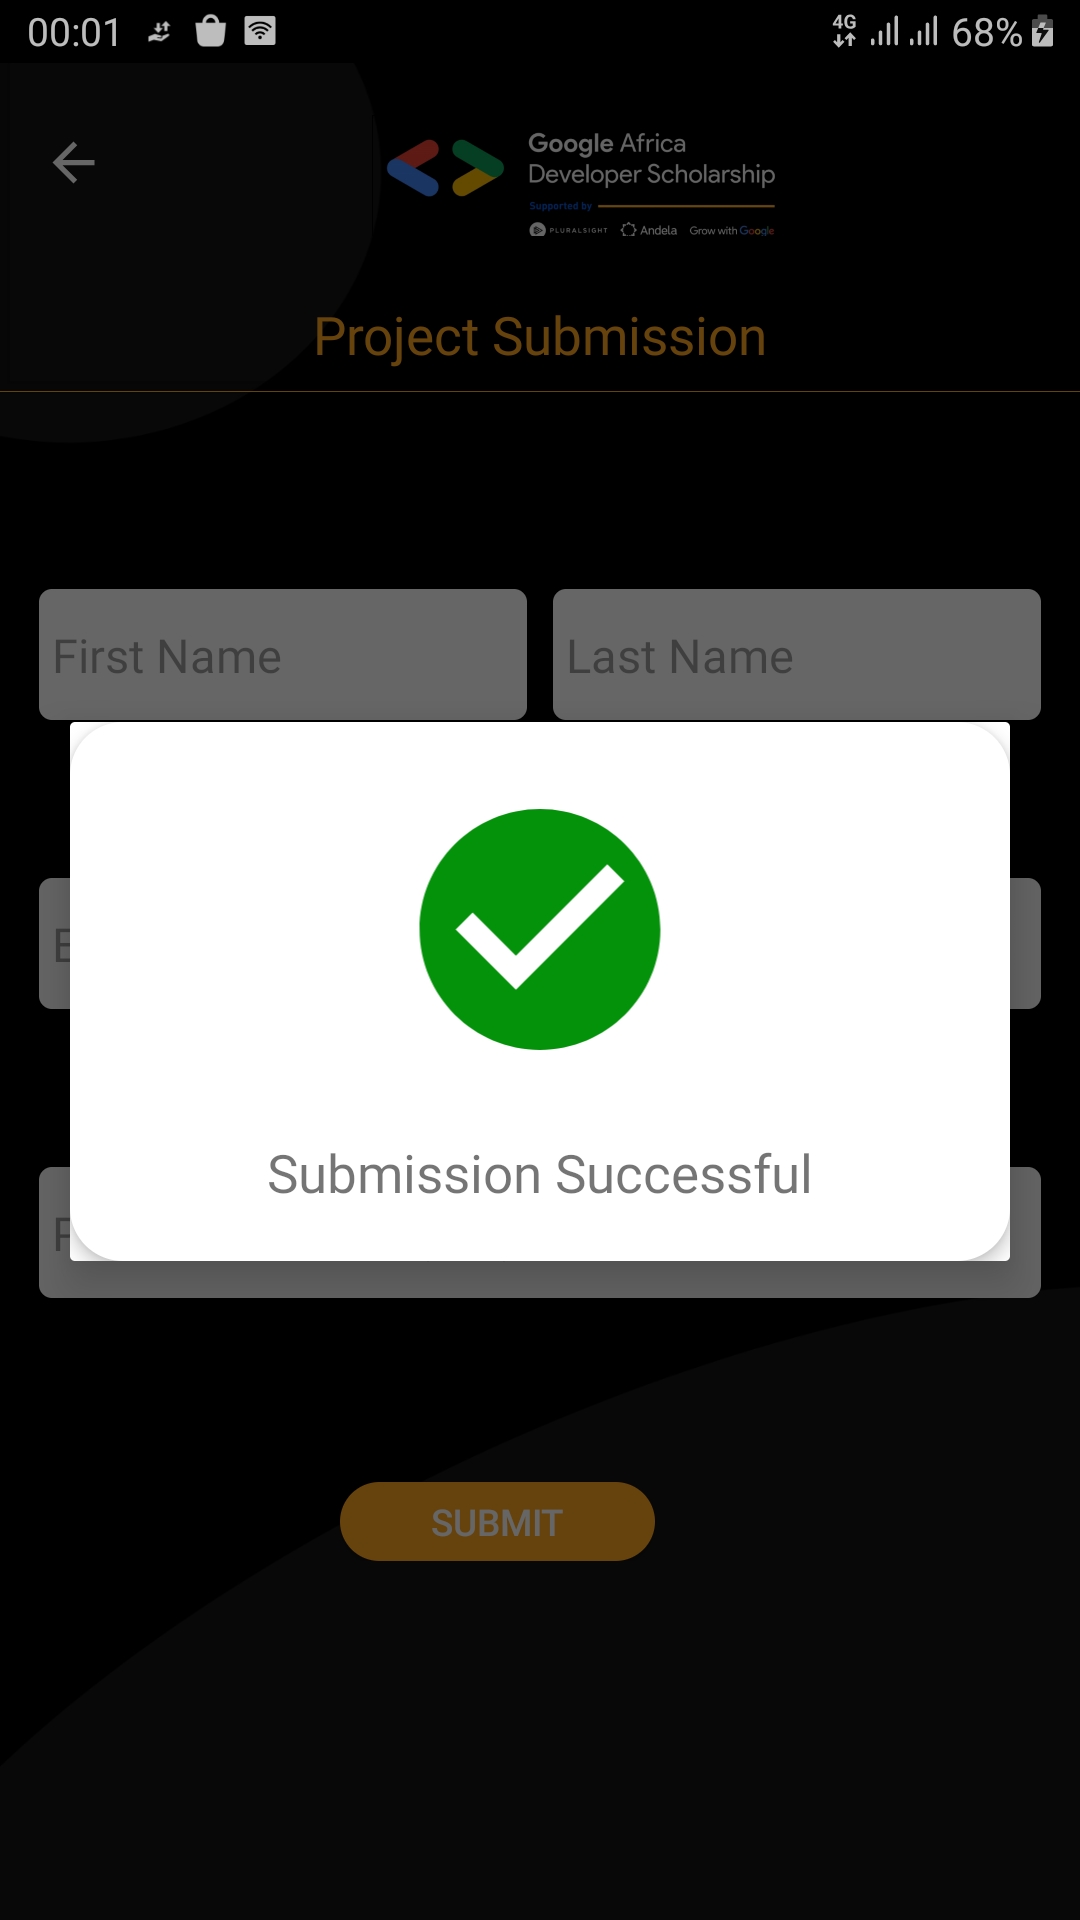 00:01 4G 68%
Google Africa
Developer Scholarship
Supported by
PLURALSIGHT Andela Grow with Google
Project Submission
First Name Last Name
E
Submission Successful
P
SUBMIT